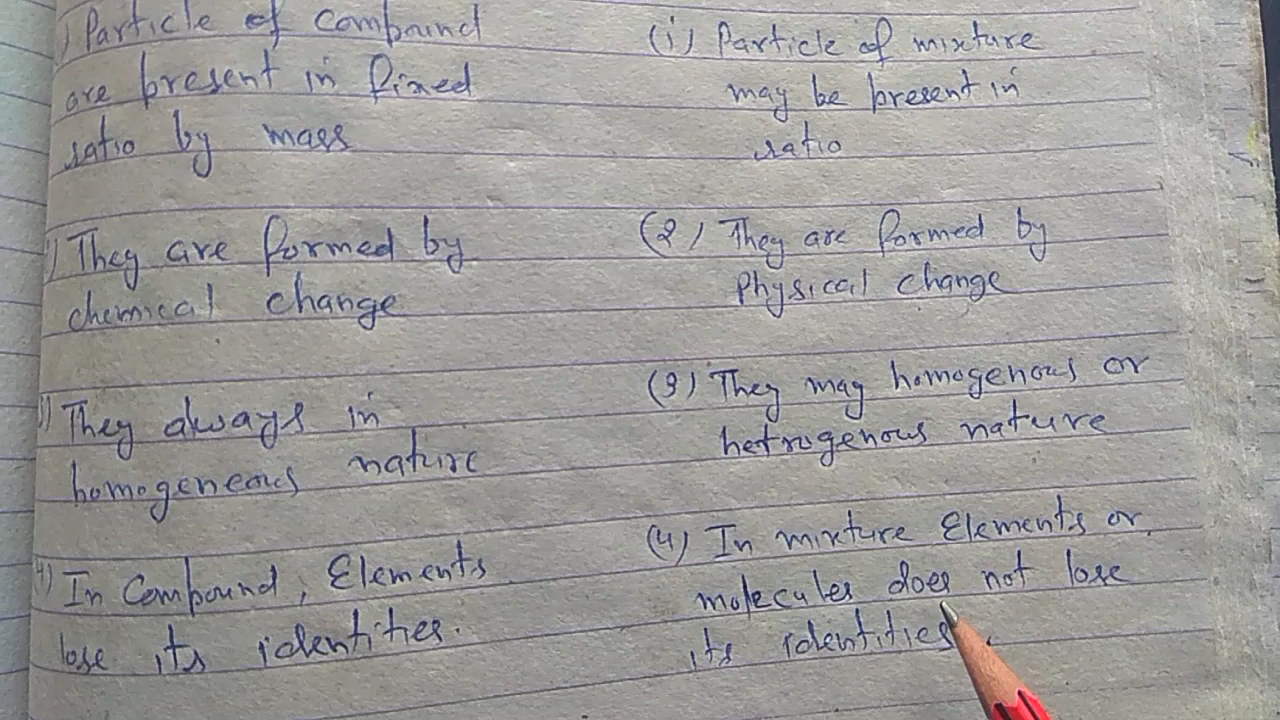 ) Particle of compound
are present in fixed
ratio by mass
) They are formed by
chemical change
3) They always in
homogeneous nature
4) In Compound, Elements
lose its identities.
(i) Particle of mixture
may be present in
ratio
(2) They are formed by
Physical change
(3) They may homogenous or
hetrogenous nature
(4) In mixture Elements or
molecules does not lose
its identities.